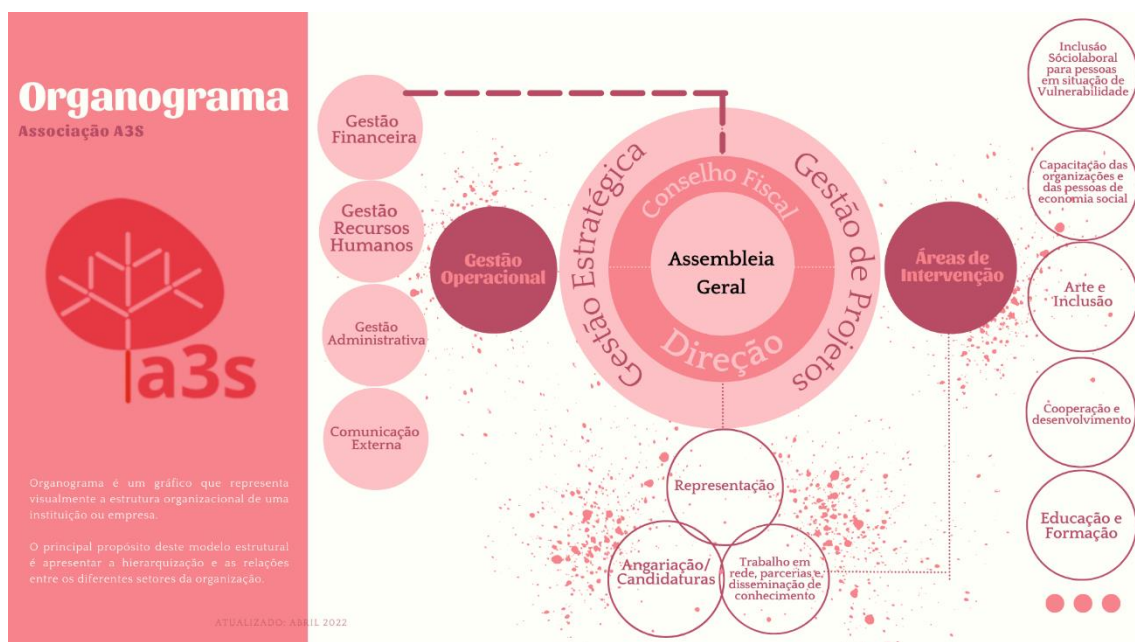 Organograma
Associação A3S
a3s
Organograma é um gráfico que representa
visualmente a estrutura organizacional de uma
instituição ou empresa.
O principal propósito deste modelo estrutural
é apresentar a hierarquização e as relações
entre os diferentes setores da organização.
ATUALIZADO: ABRIL 2022
Gestão
Financeira
Gestão
Recursos
Humanos
Gestão
Administrativa
Comunicação
Externa
Gestão
Operacional
Gestão Estratégica
Gestão de Projetos
Conselho Fiscal
Assembleia
Geral
Direção
Representação
Angariação/
Candidaturas
Trabalho em
rede, parcerias e
disseminação de
conhecimento
Áreas de
Intervenção
Inclusão
Sóciolaboral
para pessoas
em situação de
Vulnerabilidade
Capacitação das
organizações e
das pessoas de
economia social
Arte e
Inclusão
Cooperação e
desenvolvimento
Educação e
Formação